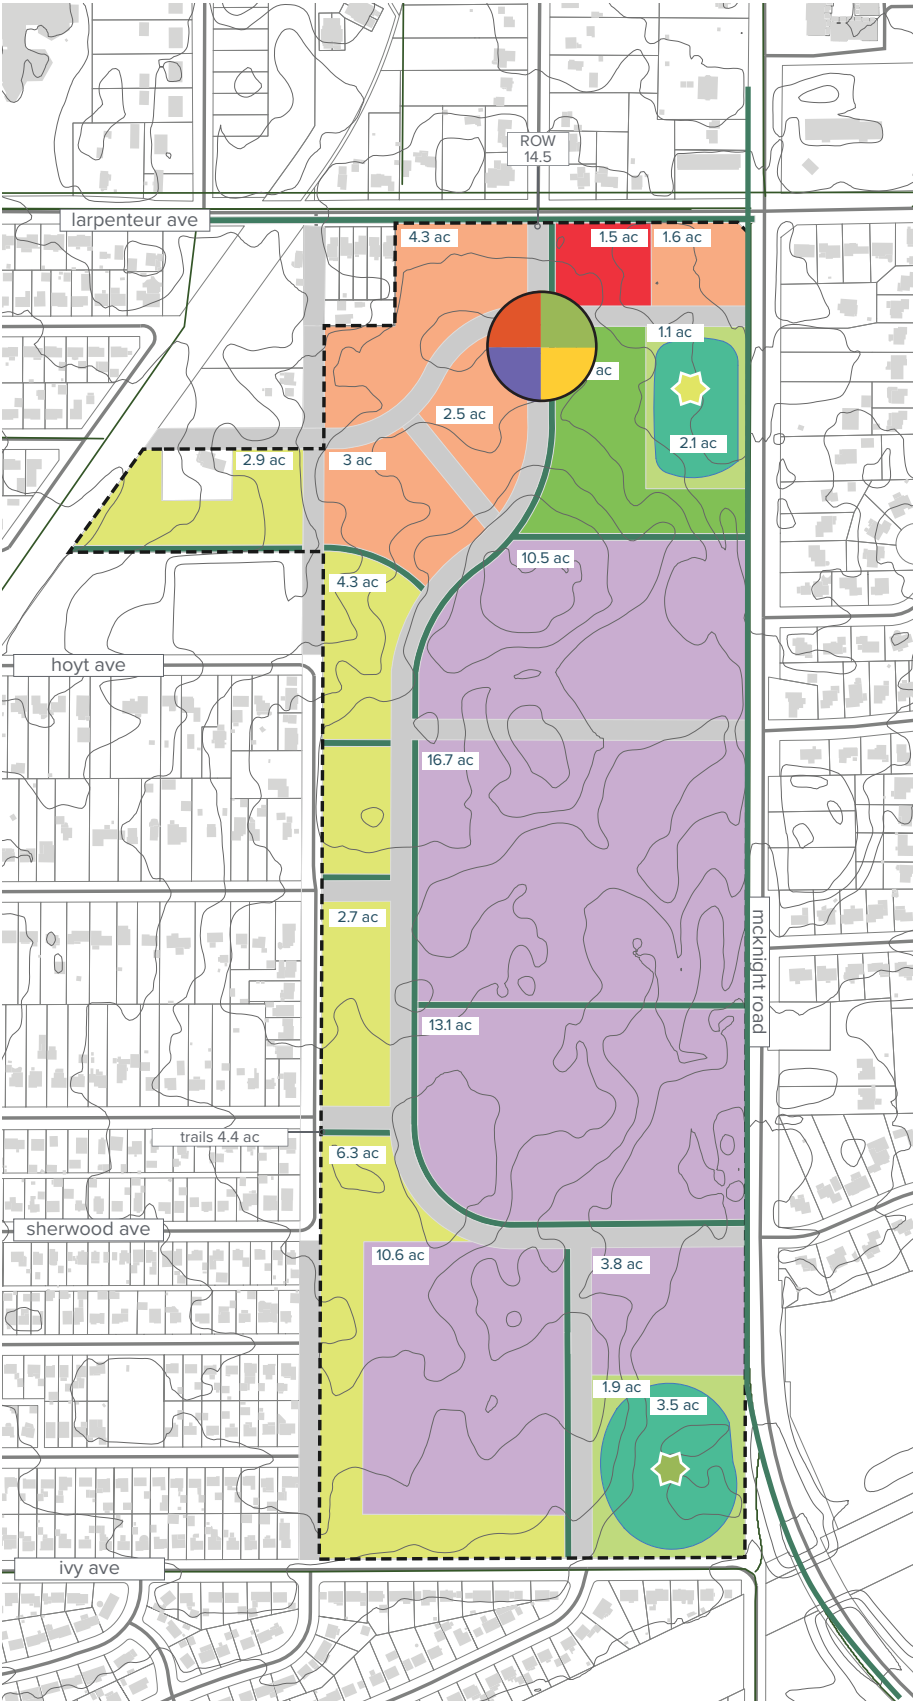 ROW
14.5
larpenteur ave
4.3 ac
1.5 ac
1.6 ac
1.1 ac
ac
2.5 ac
2.1 ac
2.9 ac
3 ac
10.5 ac
4.3 ac
hoyt ave
16.7 ac
2.7 ac
mcknight road
13.1 ac
trails 4.4 ac
6.3 ac
sherwood ave
10.6 ac
3.8 ac
1.9 ac
3.5 ac
ivy ave